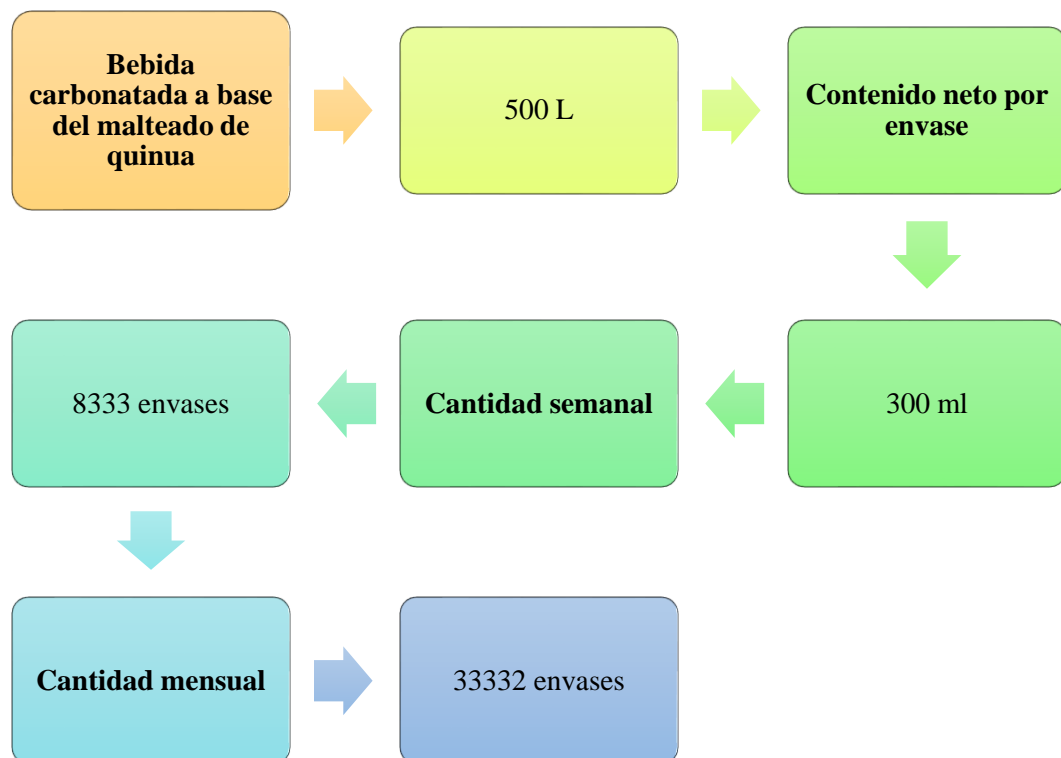 Bebida
carbonatada a base
del malteado de
quinua
500 L
Contenido neto por
envase
300 ml
Cantidad semanal
8333 envases
Cantidad mensual
33332 envases